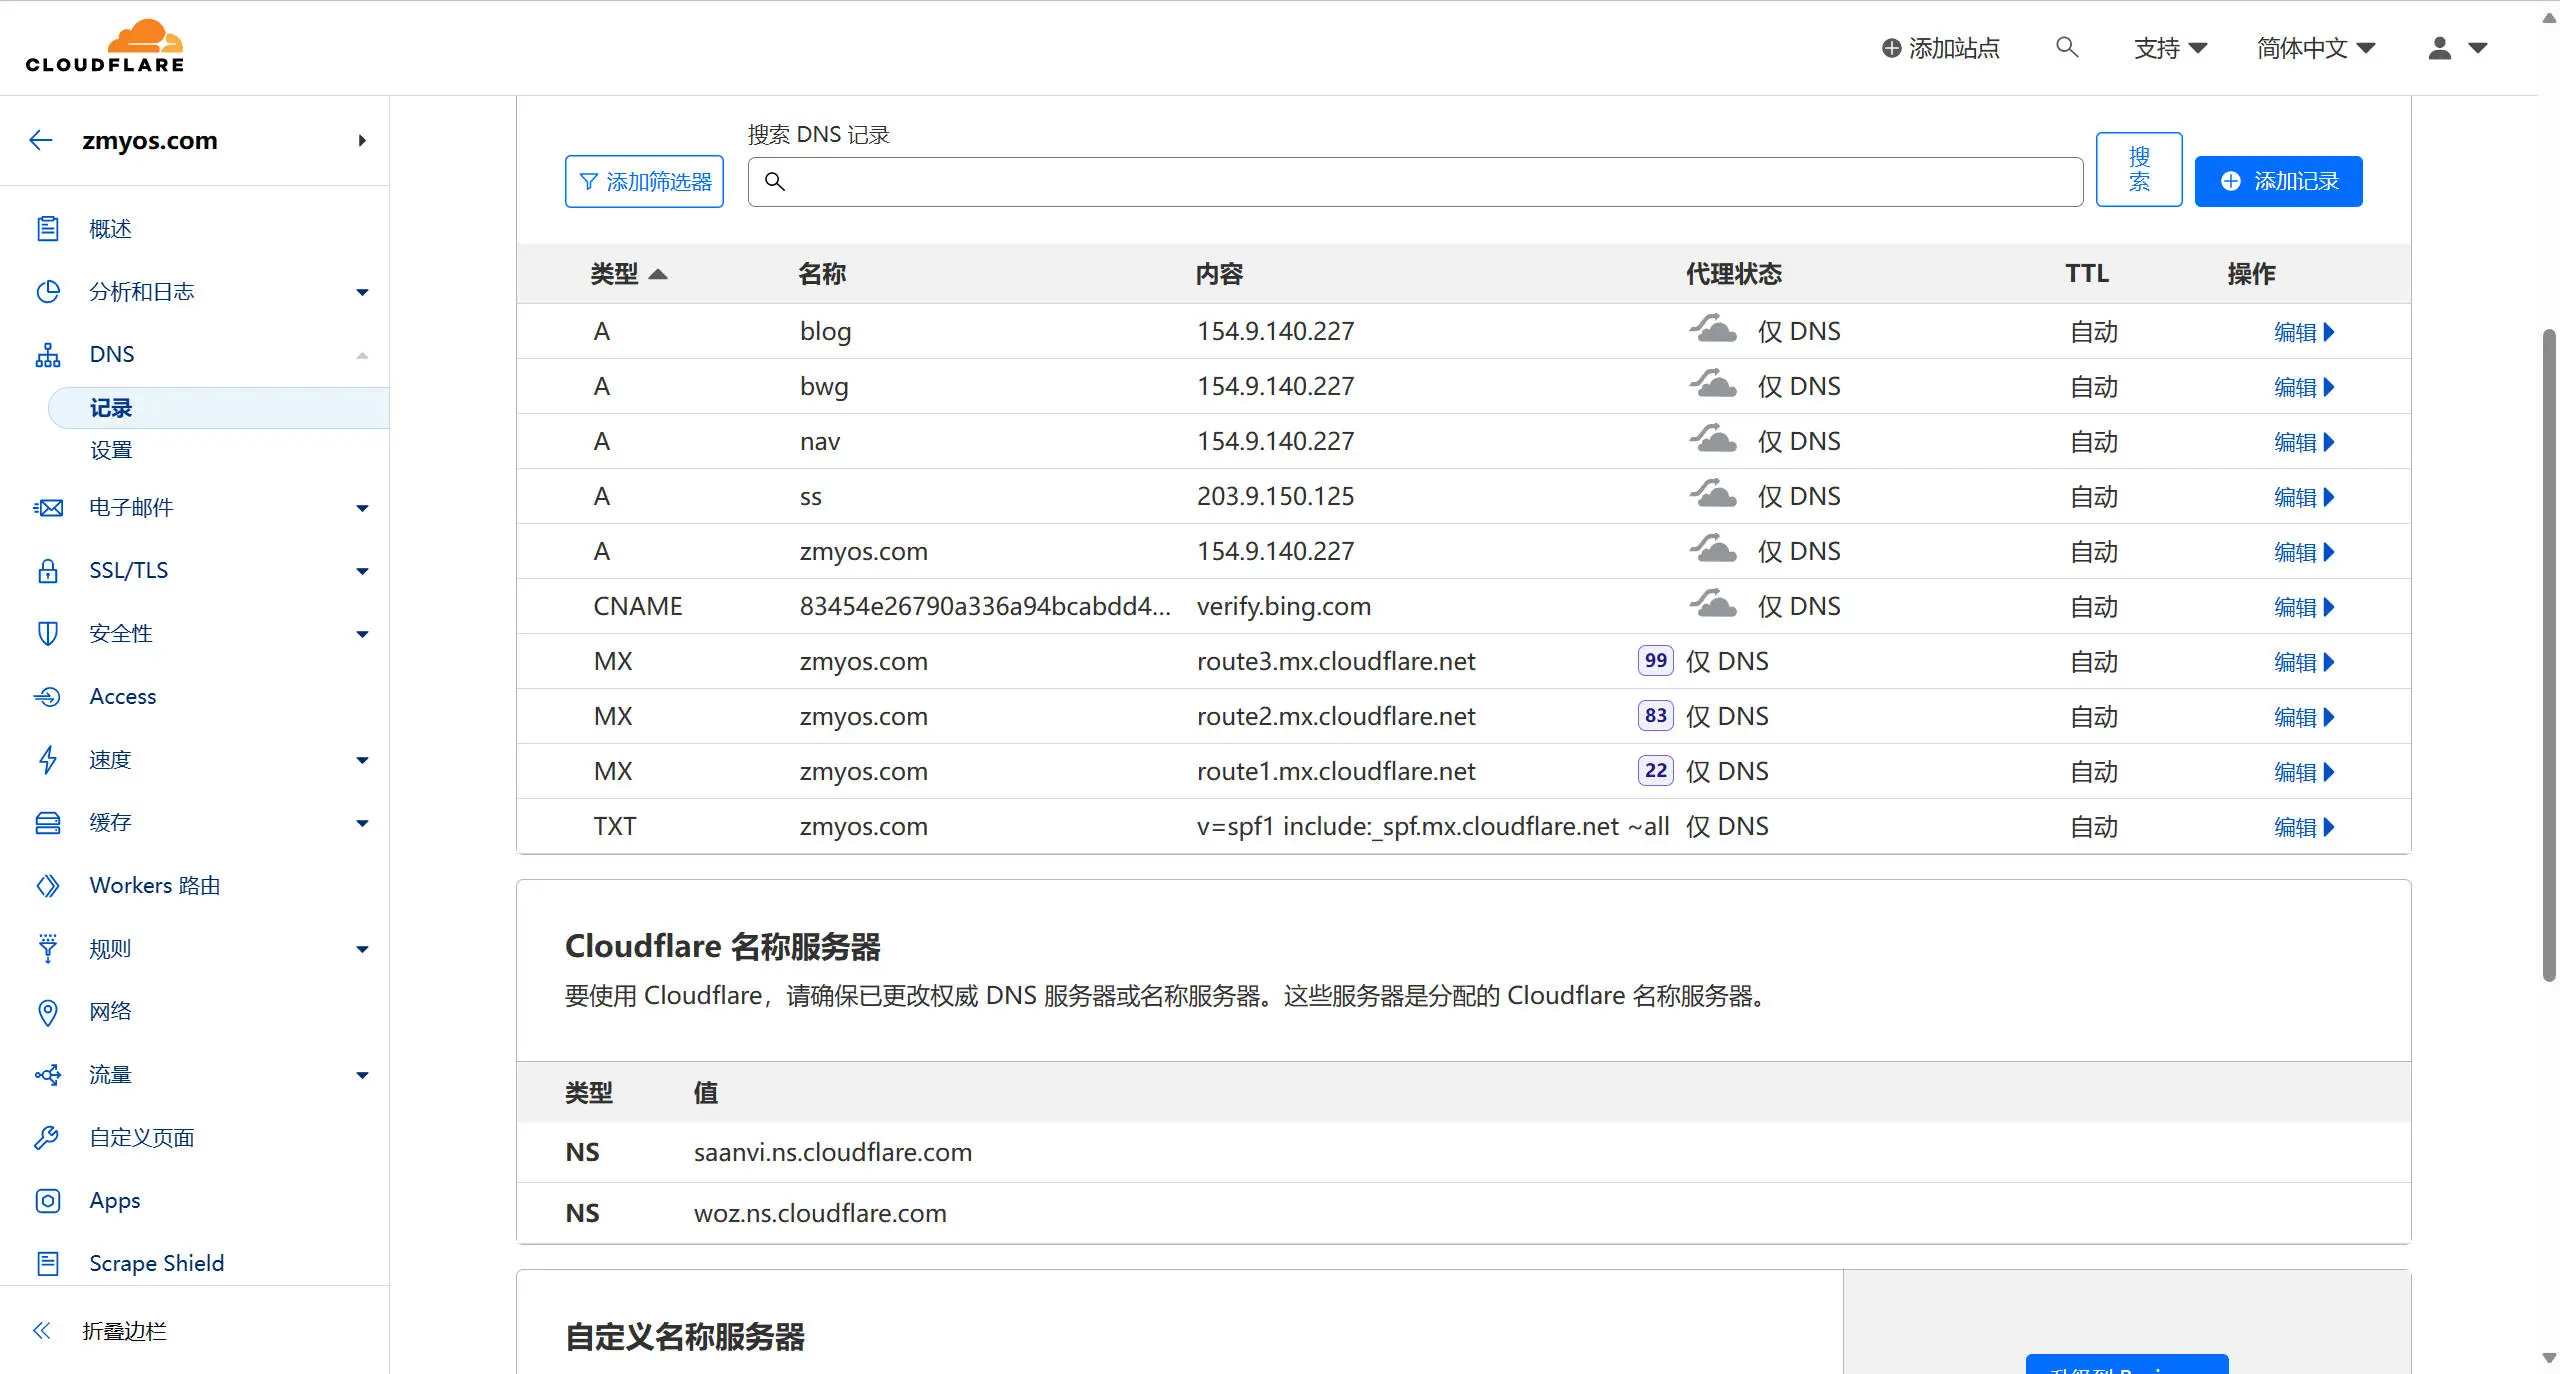 CLOUDFLARE
添加站点 支持 简体中文
zmyos.com
概述
分析和日志
DNS
记录
设置
电子邮件
SSL/TLS
安全性
Access
速度
缓存
Workers 路由
规则
网络
流量
自定义页面
Apps
Scrape Shield
折叠边栏
搜索 DNS 记录
添加筛选器
搜
索
添加记录
类型 名称 内容 代理状态 TTL 操作
A blog 154.9.140.227 仅 DNS 自动 编辑
A bwg 154.9.140.227 仅 DNS 自动 编辑
A nav 154.9.140.227 仅 DNS 自动 编辑
A ss 203.9.150.125 仅 DNS 自动 编辑
A zmyos.com 154.9.140.227 仅 DNS 自动 编辑
CNAME 83454e26790a336a94bcabdd4... verify.bing.com 仅 DNS 自动 编辑
MX zmyos.com route3.mx.cloudflare.net 99 仅 DNS 自动 编辑
MX zmyos.com route2.mx.cloudflare.net 83 仅 DNS 自动 编辑
MX zmyos.com route1.mx.cloudflare.net 22 仅 DNS 自动 编辑
TXT zmyos.com v=spf1 include:_spf.mx.cloudflare.net ~all 仅 DNS 自动 编辑
Cloudflare 名称服务器
要使用 Cloudflare，请确保已更改权威 DNS 服务器或名称服务器。这些服务器是分配的 Cloudflare 名称服务器。
类型 值
NS saanvi.ns.cloudflare.com
NS woz.ns.cloudflare.com
自定义名称服务器